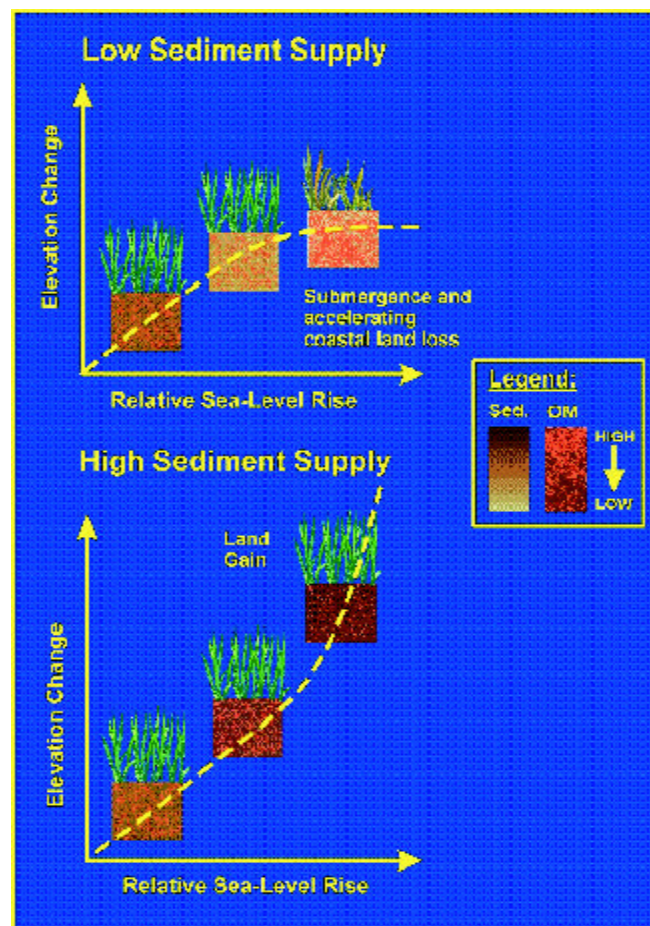 Low Sediment Supply
Elevation Change
Submergence and
accelerating
coastal land loss
Relative Sea-Level Rise
Legend:
Sed. OM
HIGH
LOW
High Sediment Supply
Land
Gain
Elevation Change
Relative Sea-Level Rise